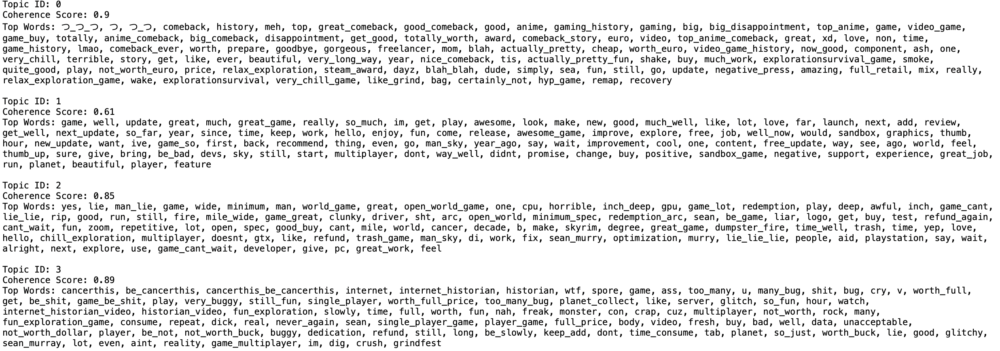 Topic ID: 0
Coherence Score: 0.9
Top Words: つ_つ_つ, つ, つ_つ, comeback, history, meh, top, great_comeback, good_comeback, good, anime, gaming_history, gaming, big, big_disappointment, top_anime, game, video_game,
game_buy, totally, anime_comeback, big_comeback, disappointment, get_good, totally_worth, award, comeback_story, euro, video, top_anime_comeback, great, xd, love, non, time,
game_history, lmao, comeback_ever, worth, prepare, goodbye, gorgeous, freelancer, mom, blah, actually_pretty, cheap, worth_euro, video_game_history, now_good, component, ash, one,
very_chill, terrible, story, get, like, ever, beautiful, very_long_way, year, nice_comeback, tis, actually_pretty_fun, shake, buy, much_work, explorationsurvival_game, smoke,
quite_good, play, not_worth_euro, price, relax_exploration, steam_award, dayz, blah_blah, dude, simply, sea, fun, still, go, update, negative_press, amazing, full_retail, mix, really,
relax_exploration_game, wake, explorationsurvival, very_chill_game, like_grind, bag, certainly_not, hyp_game, remap, recovery
Topic ID: 1
Coherence Score: 0.61
Top Words: game, well, update, great, much, great_game, really, so_much, im, get, play, awesome, look, make, new, good, much_well, like, lot, love, far, launch, next, add, review,
get_well, next_update, so_far, year, since, time, keep, work, hello, enjoy, fun, come, release, awesome_game, improve, explore, free, job, well_now, would, sandbox, graphics, thumb,
hour, new_update, want, ive, game_so, first, back, recommend, thing, even, go, man_sky, year_ago, say, wait, improvement, cool, one, content, free_update, way, see, ago, world, feel,
thumb_up, sure, give, bring, be_bad, devs, sky, still, start, multiplayer, dont, way_well, didnt, promise, change, buy, positive, sandbox_game, negative, support, experience, great_job,
run, planet, beautiful, player, feature
Topic ID: 2
Coherence Score: 0.85
Top Words: yes, lie, man_lie, game, wide, minimum, man, world_game, great, open_world_game, one, cpu, horrible, inch_deep, gpu, game_lot, redemption, play, deep, awful, inch, game_cant,
lie_lie, rip, good, run, still, fire, mile_wide, game_great, clunky, driver, sht, arc, open_world, minimum_spec, redemption_arc, sean, be_game, liar, logo, get, buy, test, refund_again,
cant_wait, fun, zoom, repetitive, lot, open, spec, good_buy, cant, mile, world, cancer, decade, b, make, skyrim, degree, great_game, dumpster_fire, time_well, trash, time, yep, love,
hello, chill_exploration, multiplayer, doesnt, gtx, like, refund, trash_game, man_sky, di, work, fix, sean_murry, optimization, murry, lie_lie_lie, people, aid, playstation, say, wait,
alright, next, explore, use, game_cant_wait, developer, give, pc, great_work, feel
Topic ID: 3
Coherence Score: 0.89
Top Words: cancerthis, be_cancerthis, cancerthis_be_cancerthis, internet, internet_historian, historian, wtf, spore, game, ass, too_many, u, many_bug, shit, bug, cry, v, worth_full,
get, be_shit, game_be_shit, play, very_buggy, still_fun, single_player, worth_full_price, too_many_bug, planet_collect, like, server, glitch, so_fun, hour, watch,
internet_historian_video, historian_video, fun_exploration, slowly, time, full, worth, fun, nah, freak, monster, con, crap, cuz, multiplayer, not_worth, rock, many,
fun_exploration_game, consume, repeat, dick, real, never_again, sean, single_player_game, player_game, full_price, body, video, fresh, buy, bad, well, data, unacceptable,
not_worth_dollar, player, be_not, not_worth_buck, buggy, dedication, refund, still, long, be_slowly, keep_add, dont, time_consume, tab, planet, so_just, worth_buck, lie, good, glitchy,
sean_murray, lot, even, aint, reality, game_multiplayer, im, dig, crush, grindfest